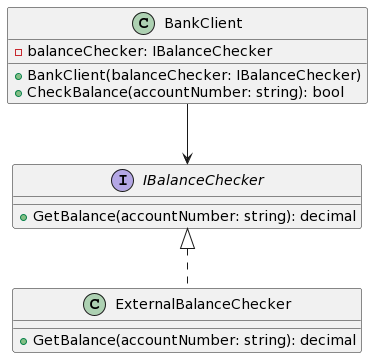 C BankClient
balanceChecker: IBalanceChecker
BankClient(balanceChecker: IBalanceChecker)
CheckBalance(accountNumber: string): bool
I IBalanceChecker
GetBalance(accountNumber: string): decimal
C ExternalBalanceChecker
GetBalance(accountNumber: string): decimal